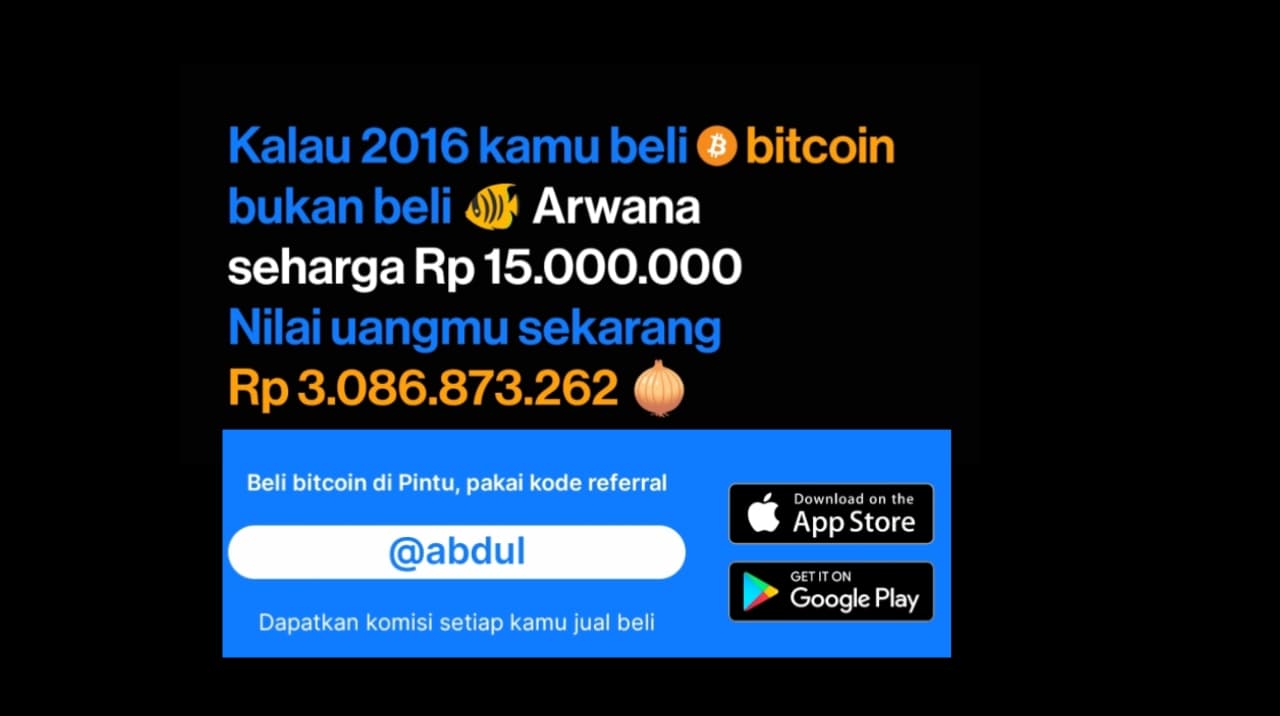 Kalau 2016 kamu beli bitcoin
bukan beli Arwana
seharga Rp 15.000.000
Nilai uangmu sekarang
Rp 3.086.873.262
Beli bitcoin di Pintu, pakai kode referral
@abdul
Dapatkan komisi setiap kamu jual beli
Download on the
App Store
GET IT ON
Google Play